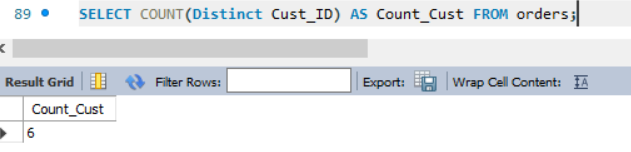 89 SELECT COUNT(Distinct Cust_ID) AS Count_Cust FROM orders;
Result Grid Filter Rows: Export: Wrap Cell Content: IA
Count_Cust
6